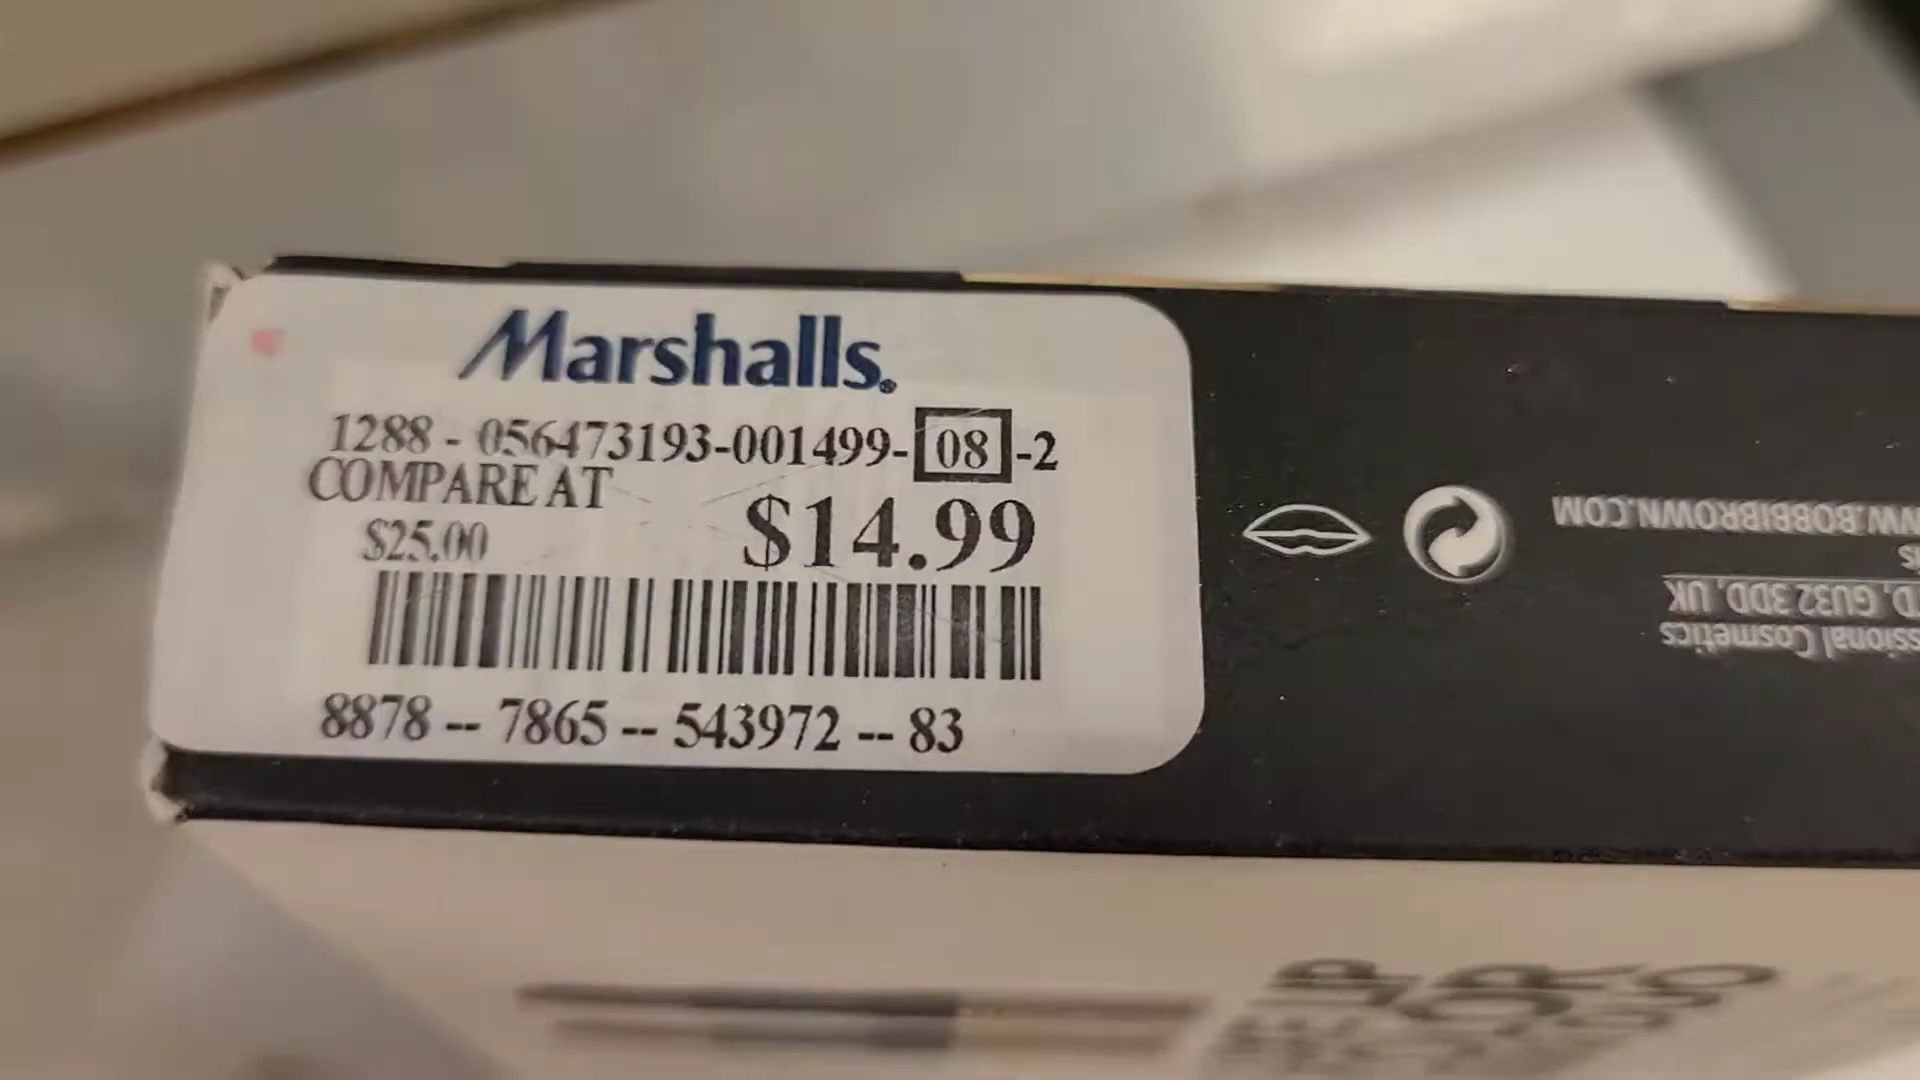 Marshalls®
1288 - 056473193-001499- 08 -2
COMPARE AT
$25.00
$14.99
8878 -- 7865 -- 543972 -- 83
WWW.BOBBIBROWN.COM
GU32 3DD, UK
Cosmetics